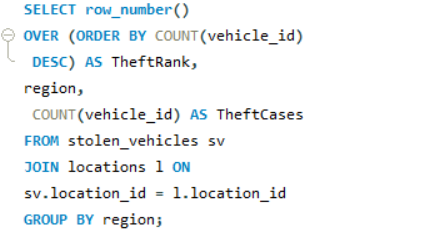 SELECT row_number()
OVER (ORDER BY COUNT(vehicle_id)
DESC) AS TheftRank,
region,
COUNT(vehicle_id) AS TheftCases
FROM stolen_vehicles sv
JOIN locations l ON
sv.location_id = l.location_id
GROUP BY region;